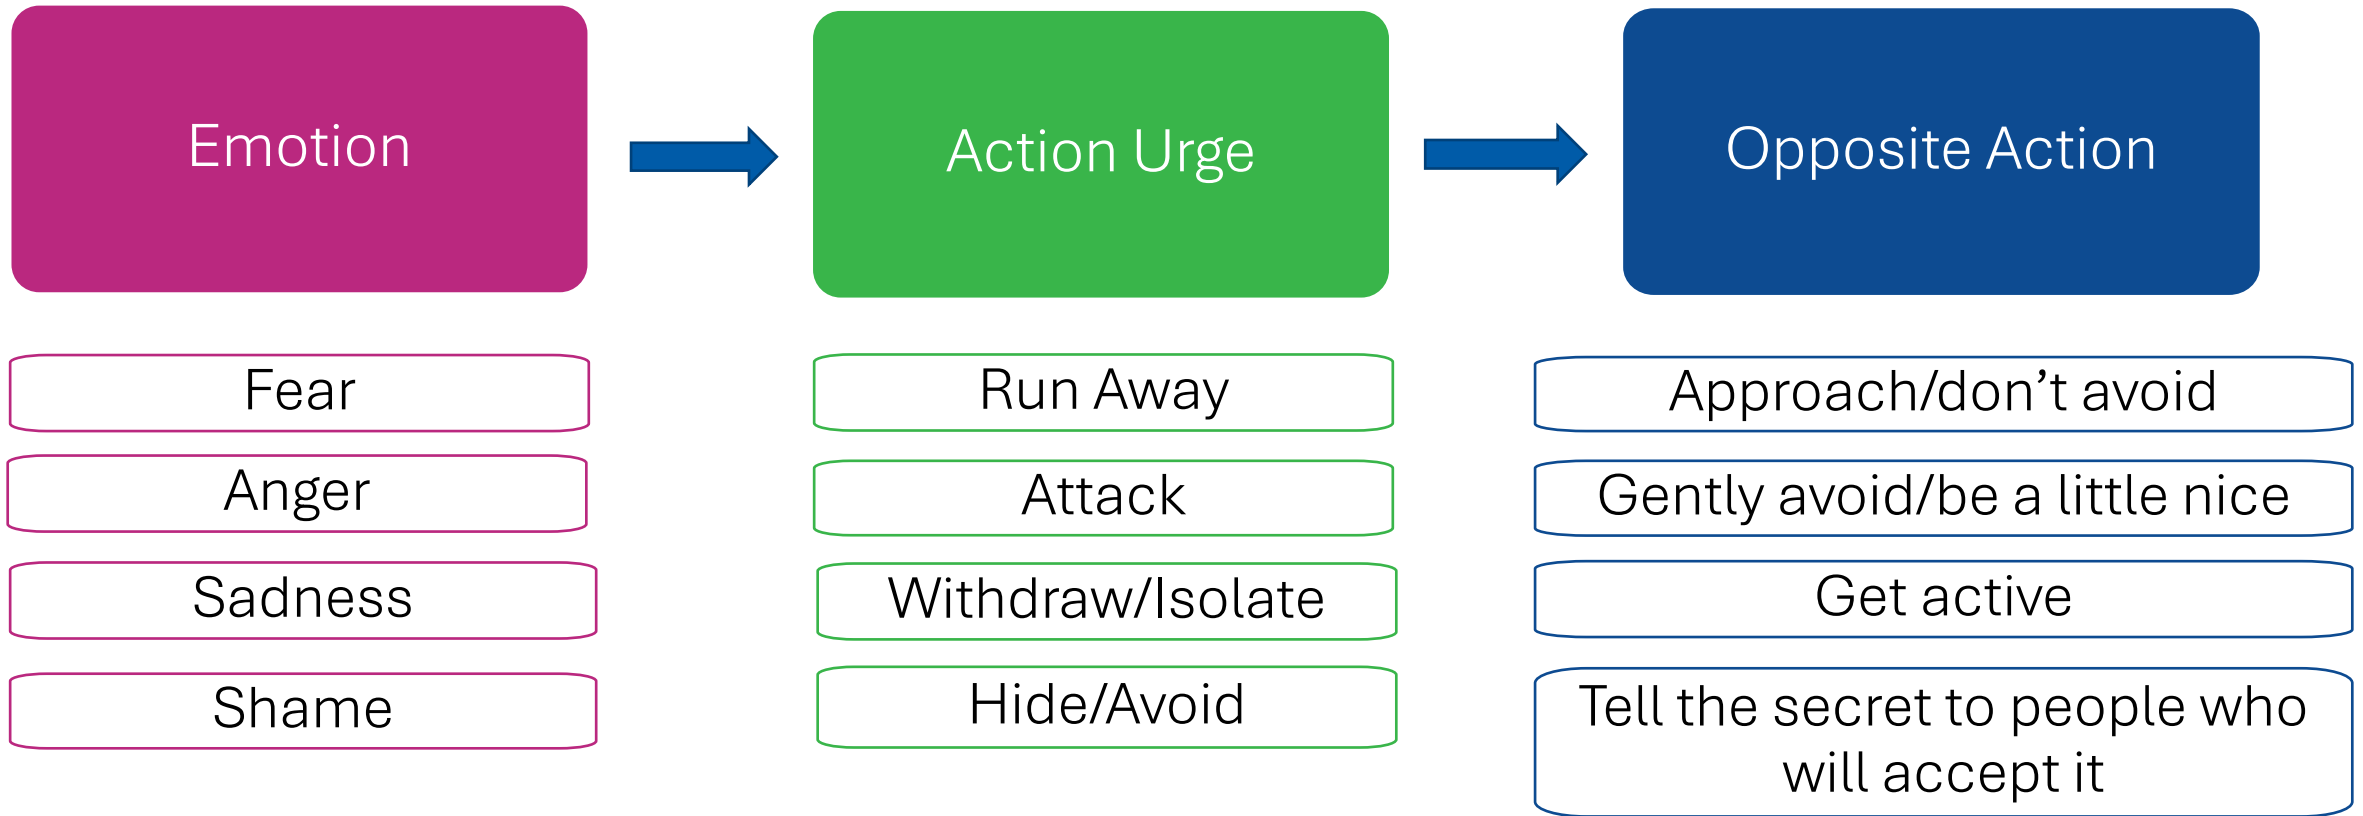 Emotion
Action Urge
Opposite Action
Fear
Run Away
Approach/don’t avoid
Anger
Attack
Gently avoid/be a little nice
Sadness
Withdraw/Isolate
Get active
Shame
Hide/Avoid
Tell the secret to people who
will accept it